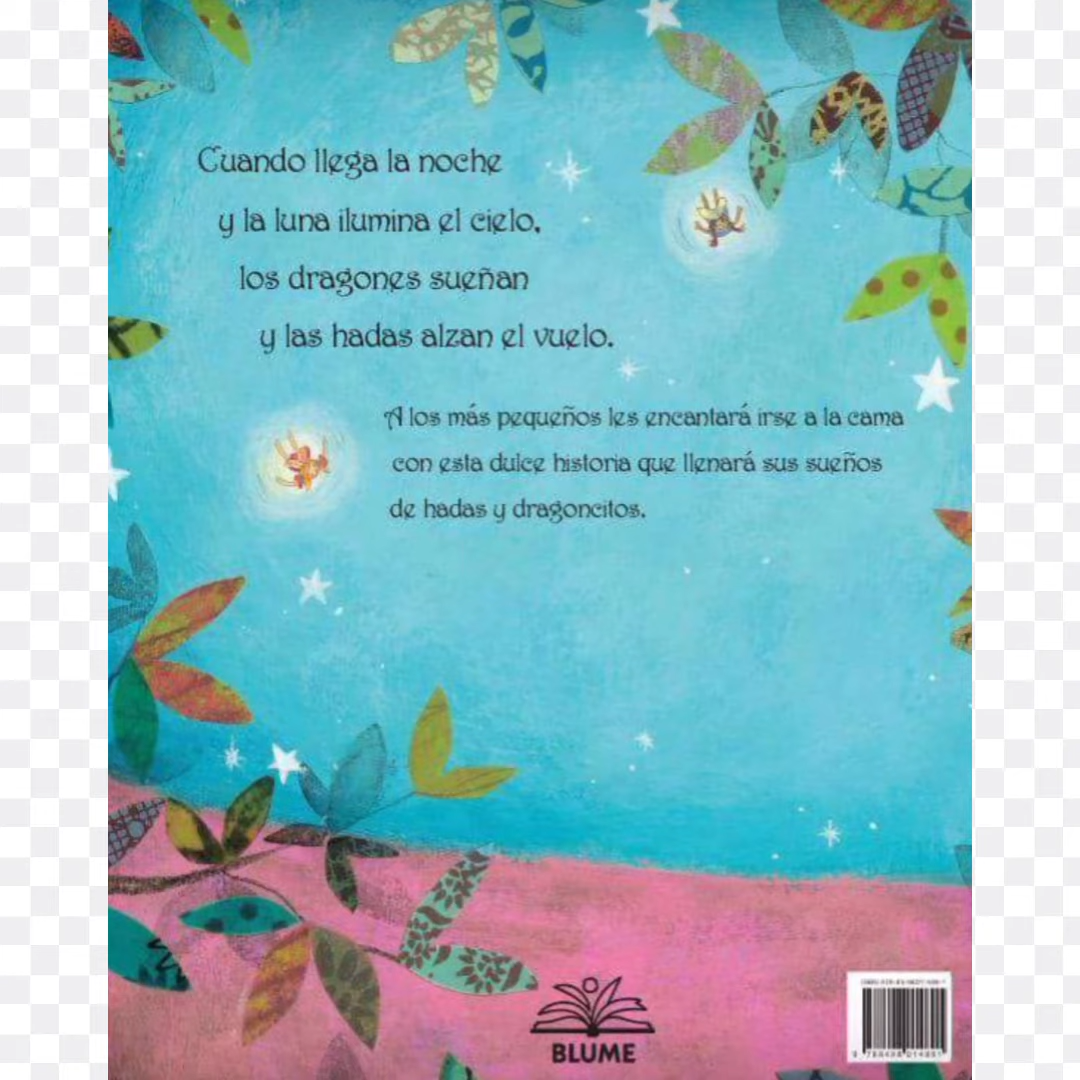 Cuando llega la noche
y la luna ilumina el cielo,
los dragones sueñan
y las hadas alzan el vuelo.
A los más pequeños les encantará irse a la cama
con esta dulce historia que llenará sus sueños
de hadas y dragoncitos.
BLUME